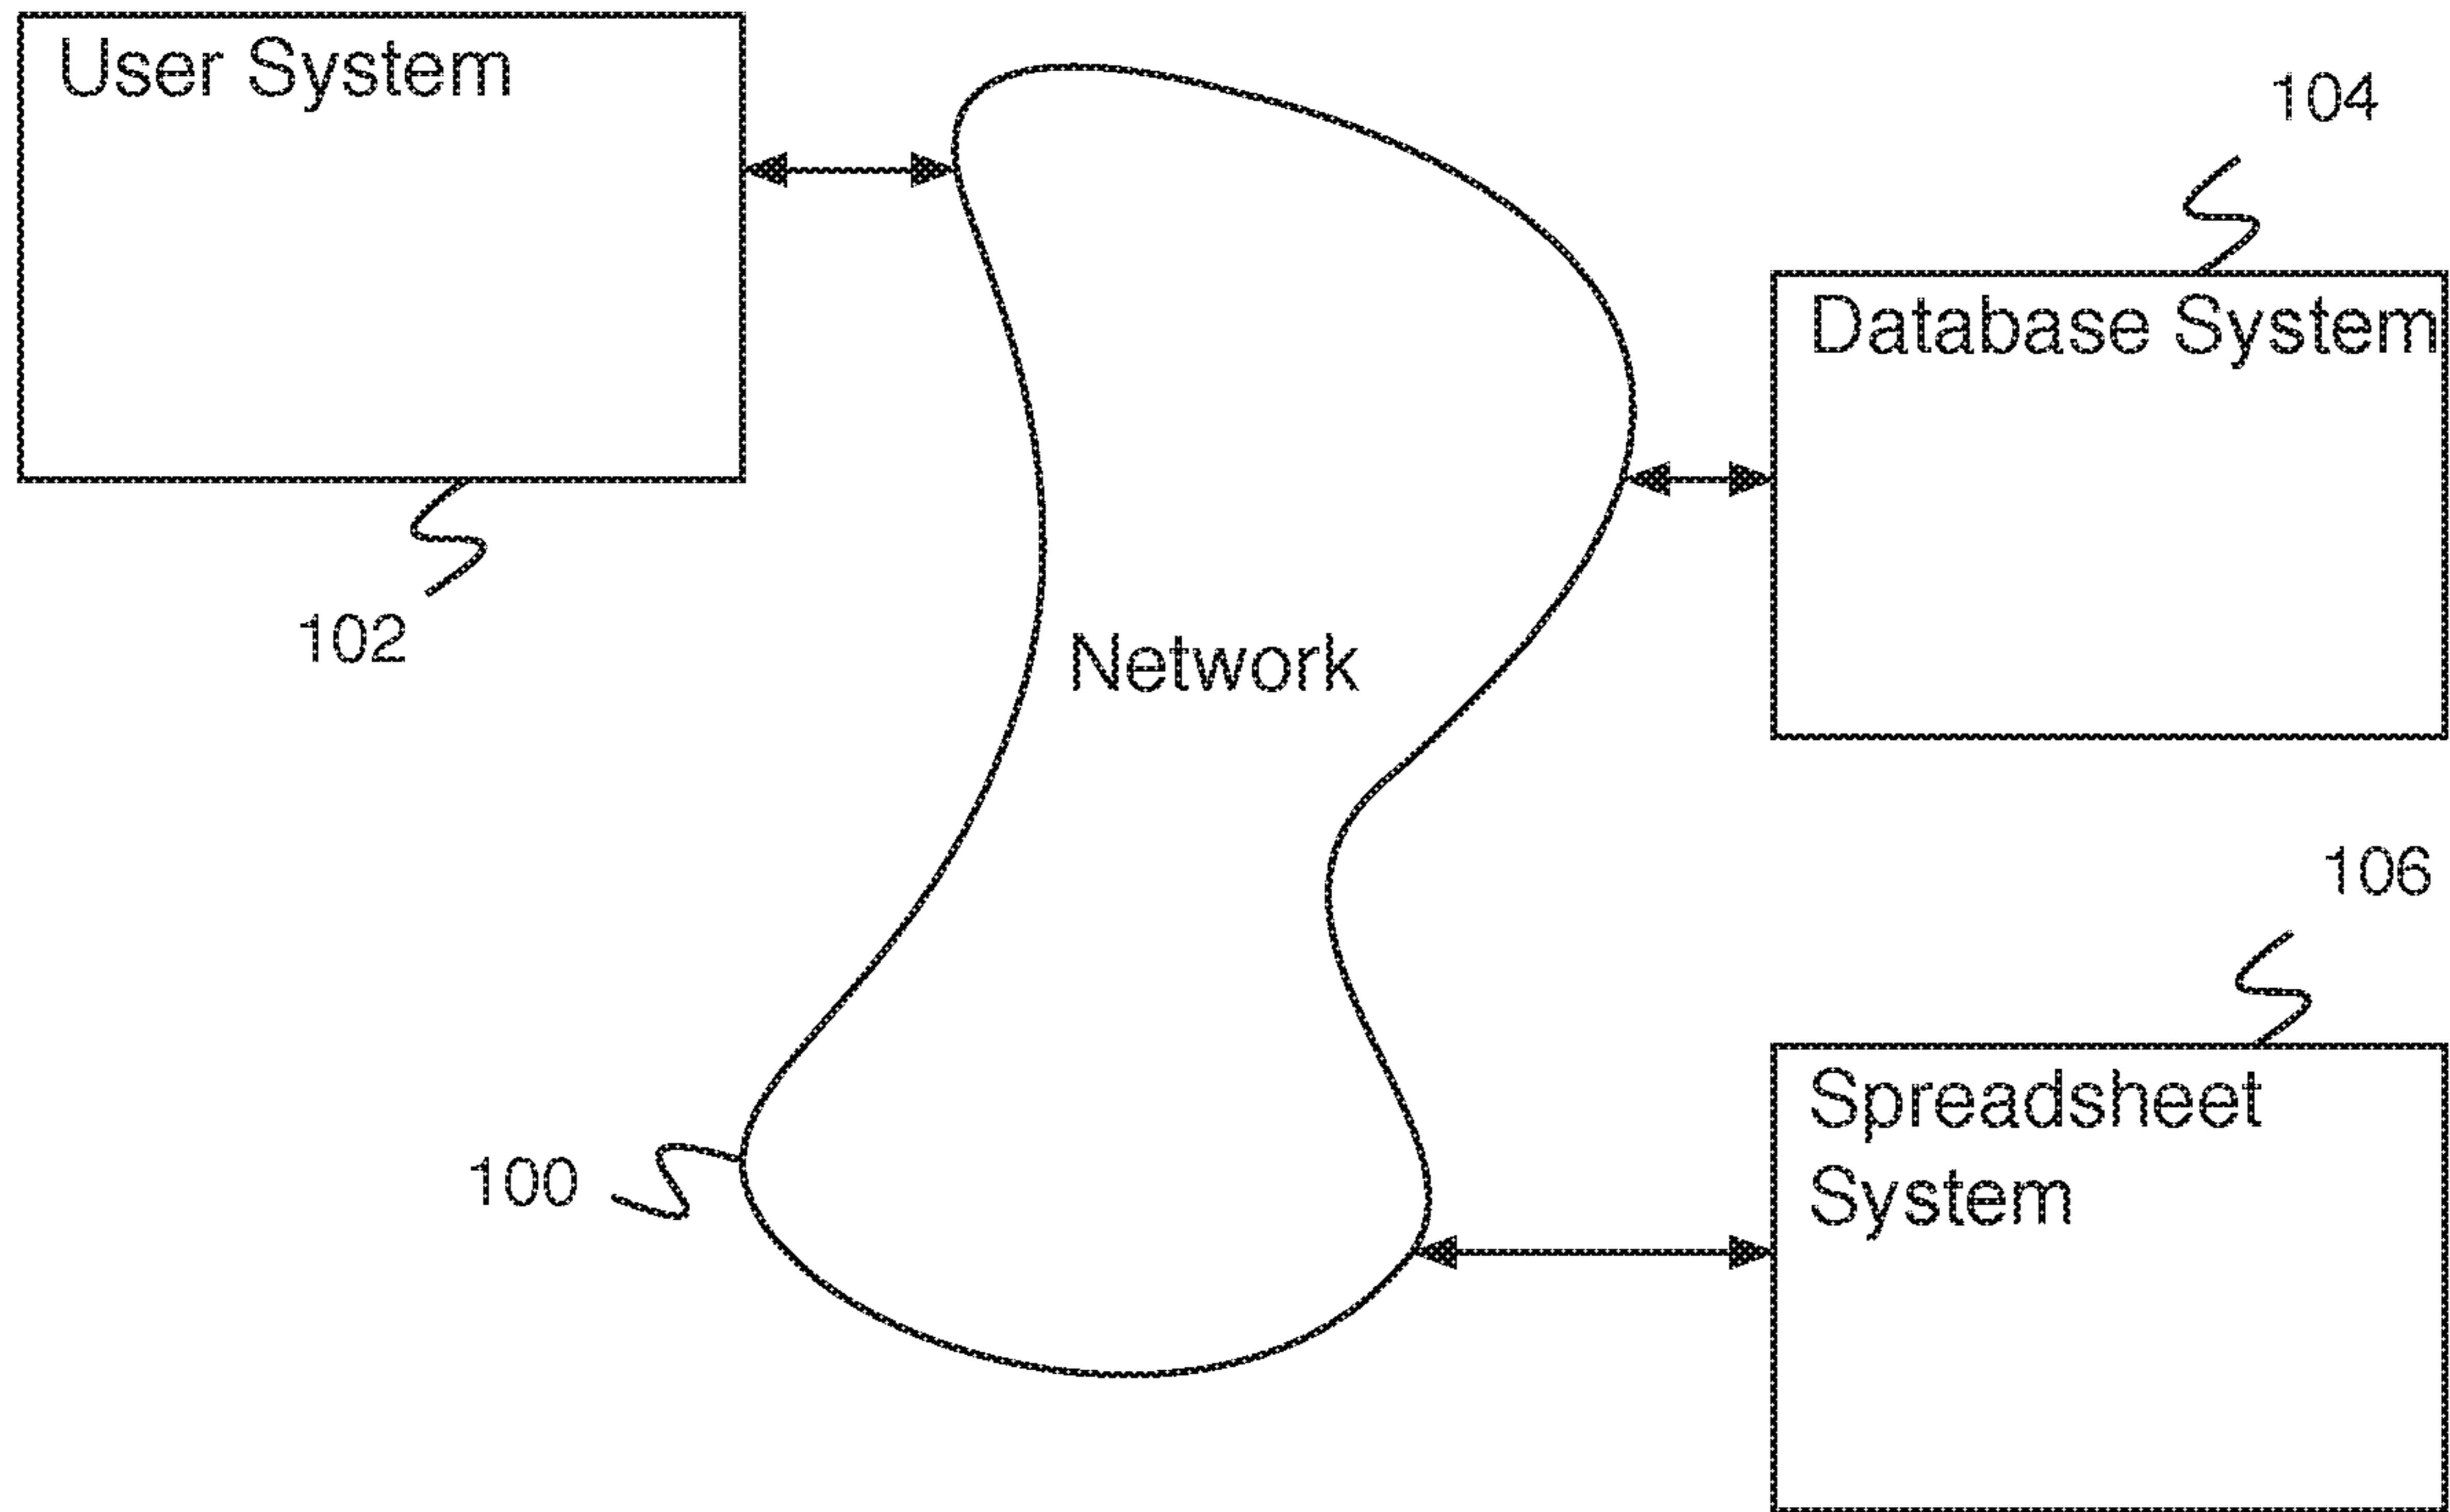 User System
104
Database System
102
Network
106
Spreadsheet
System
100